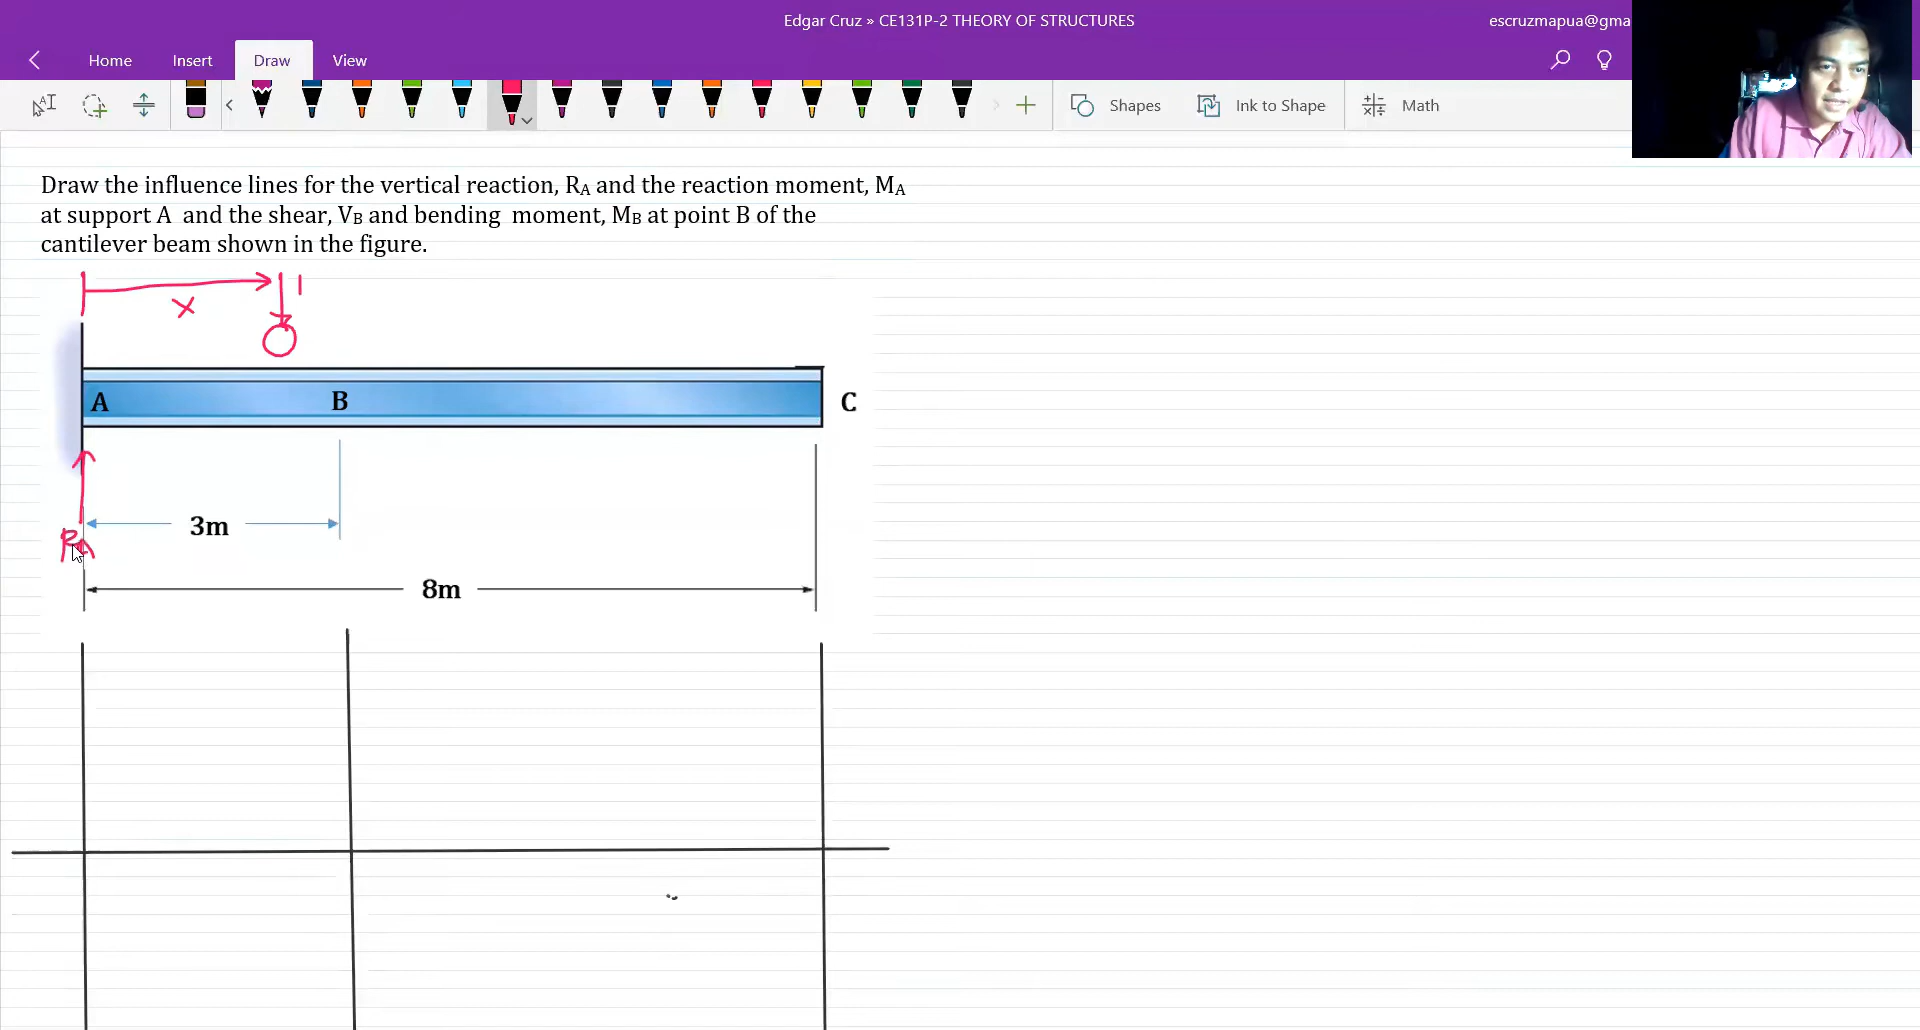 Edgar Cruz » CE131P-2 THEORY OF STRUCTURES
escruzmapua@gma
Home Insert Draw View
Shapes Ink to Shape Math
Draw the influence lines for the vertical reaction, RA and the reaction moment, MA
at support A and the shear, VB and bending moment, MB at point B of the
cantilever beam shown in the figure.
1
x
A B C
3m
RA
8m